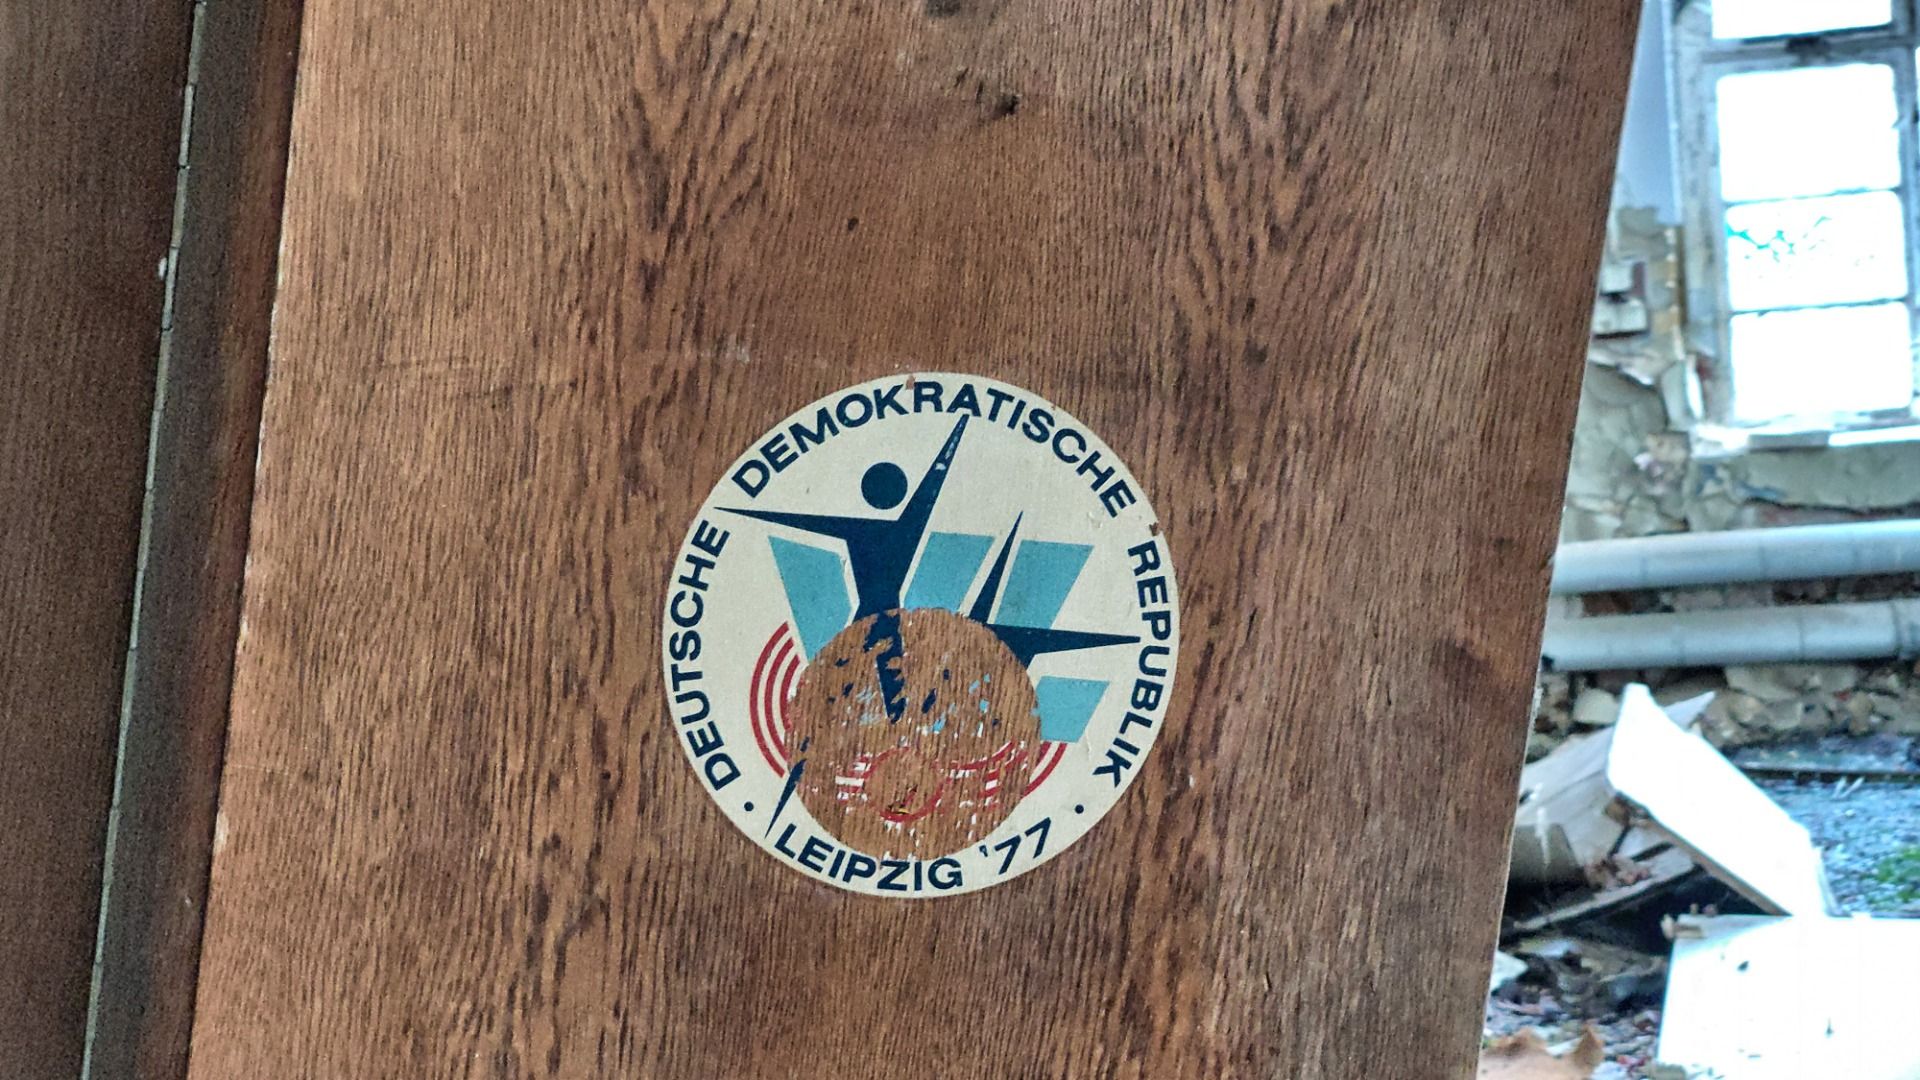 DEUTSCHE DEMOKRATISCHE REPUBLIK
• LEIPZIG '77 •